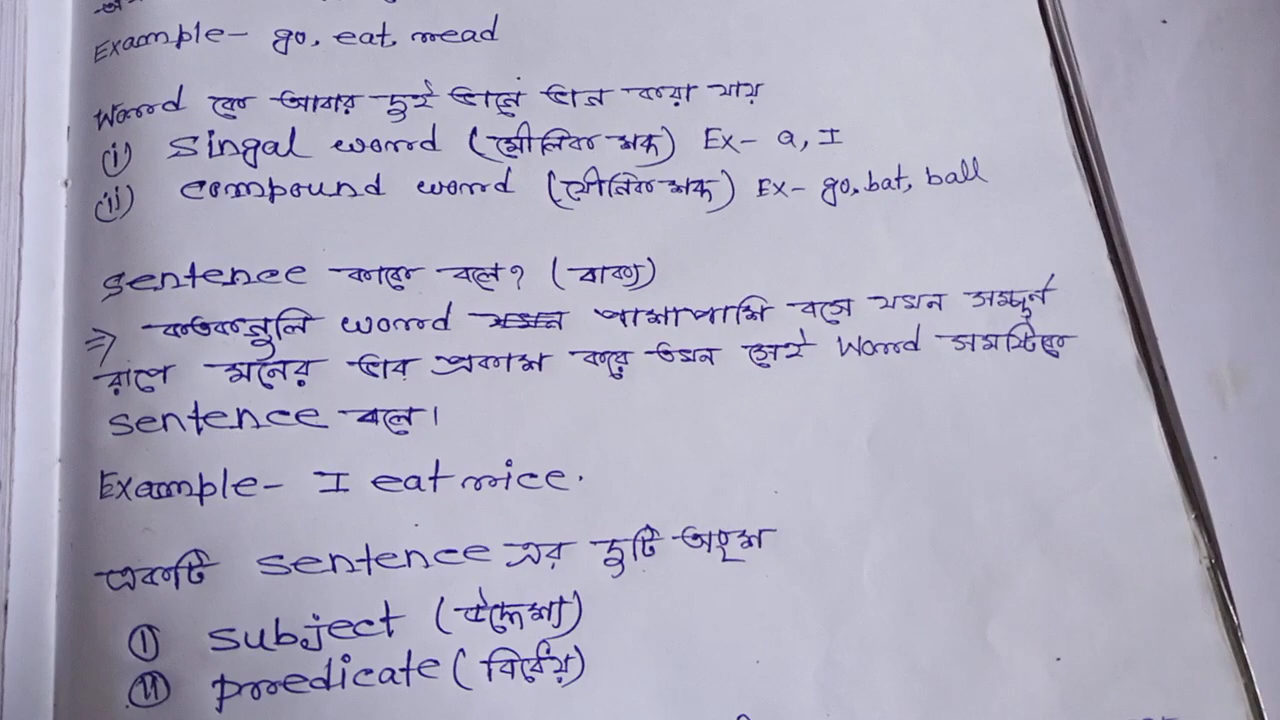 Example- go, eat, read
Word কে আবার দুই ভাগে ভাগ করা যায়
(i) Singal word (মৌলিক শব্দ) Ex- a, I
(ii) compound word (যৌগিক শব্দ) Ex- go, bat, ball
Sentence কাকে বলে? (বাক্য)
⇒ কতকগুলি word পাশাপাশি বসে যখন সম্পূর্ন
রূপে মনের ভাব প্রকাশ করে তখন সেই Word সমষ্টিকে
Sentence বলে।
Example- I eat rice.
একটি Sentence এর দুটি অংশ
(I) Subject (উদ্দেশ্য)
(II) predicate (বিধেয়)